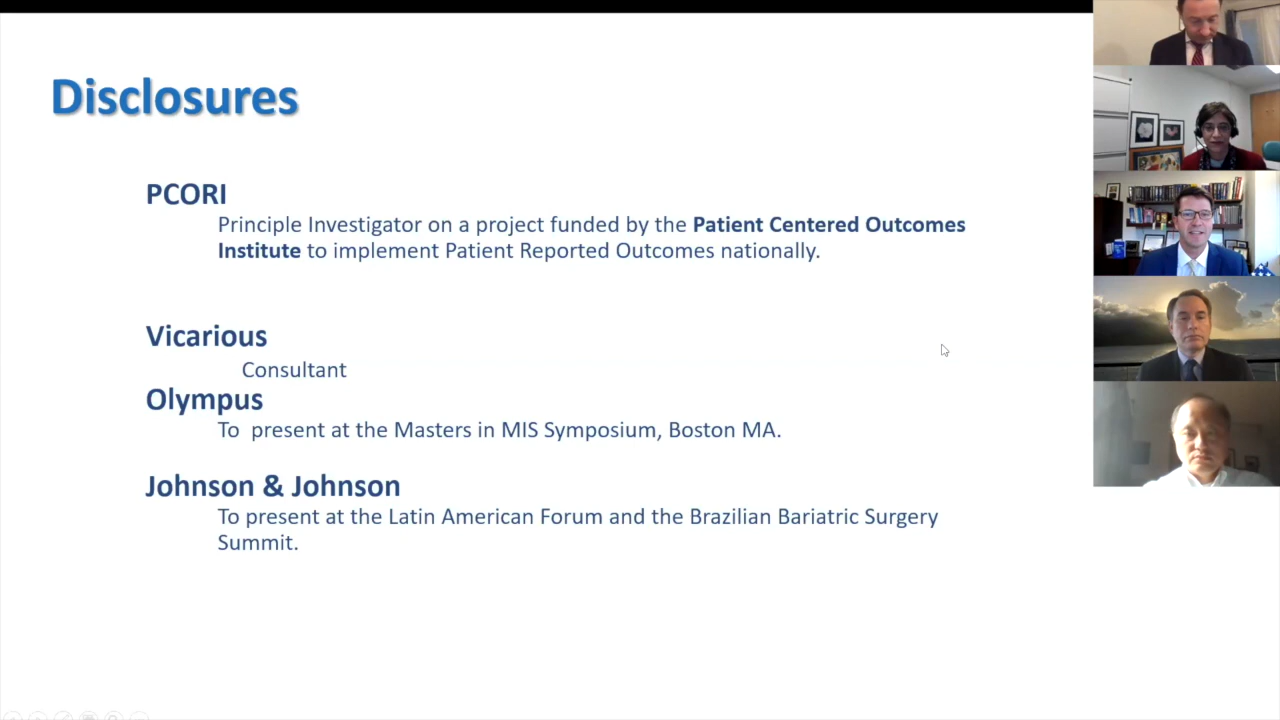 Disclosures
PCORI
Principle Investigator on a project funded by the Patient Centered Outcomes
Institute to implement Patient Reported Outcomes nationally.
Vicarious
Consultant
Olympus
To  present at the Masters in MIS Symposium, Boston MA.
Johnson & Johnson
To present at the Latin American Forum and the Brazilian Bariatric Surgery
Summit.